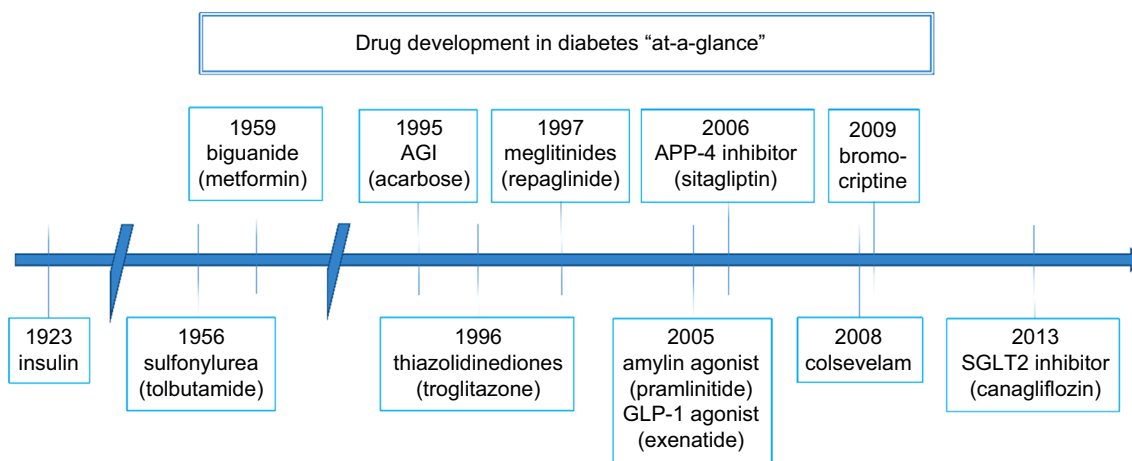 Drug development in diabetes “at-a-glance”
1959
biguanide
(metformin)
1995
AGI
(acarbose)
1997
meglitinides
(repaglinide)
2006
APP-4 inhibitor
(sitagliptin)
2009
bromo-
criptine
1923
insulin
1956
sulfonylurea
(tolbutamide)
1996
thiazolidinediones
(troglitazone)
2005
amylin agonist
(pramlinitide)
GLP-1 agonist
(exenatide)
2008
colsevelam
2013
SGLT2 inhibitor
(canagliflozin)